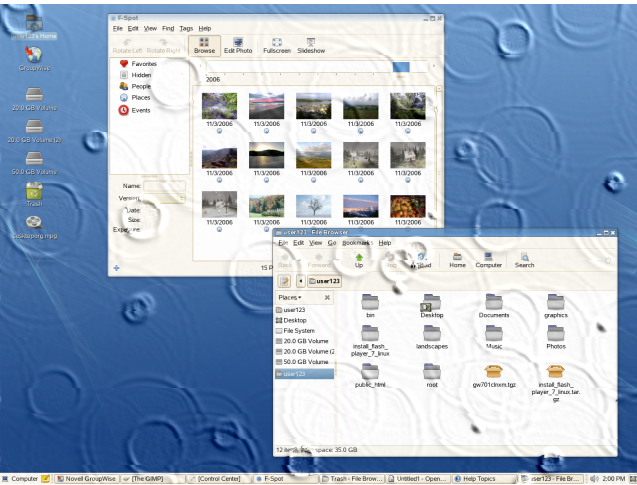 user123's Home
GroupWise
20.0 GB Volume
20.0 GB Volume (2)
50.0 GB Volume
Trash
desktoporg.mpg
F-Spot
File Edit View Find Tags Help
Rotate Left Rotate Right Browse Edit Photo Fullscreen Slideshow
Favorites
Hidden
People
Places
Events
2006
11/3/2006 11/3/2006 11/3/2006 11/3/2006 11/3/2006
11/3/2006 11/3/2006 11/3/2006 11/3/2006 11/3/2006
11/3/2006 11/3/2006 11/3/2006 11/3/2006 11/3/2006
Name:
Version:
Date:
Size:
Exposure:
15 P
user123 - File Browser
File Edit View Go Bookmarks Help
Back Forward Up Stop Reload Home Computer Search
user123
Places
user123
Desktop
File System
20.0 GB Volume
20.0 GB Volume (2
50.0 GB Volume
user123
bin Desktop Documents graphics
install_flash_player_7_linux landscapes Music Photos
public_html root gw701clnxm.tgz install_flash_player_7_linux.tar.gz
12 items, space: 35.0 GB
Computer Novell GroupWise [The GIMP] [Control Center] F-Spot Trash - File Brow... Untitled1 - Open... Help Topics user123 - File Br... 2:00 PM